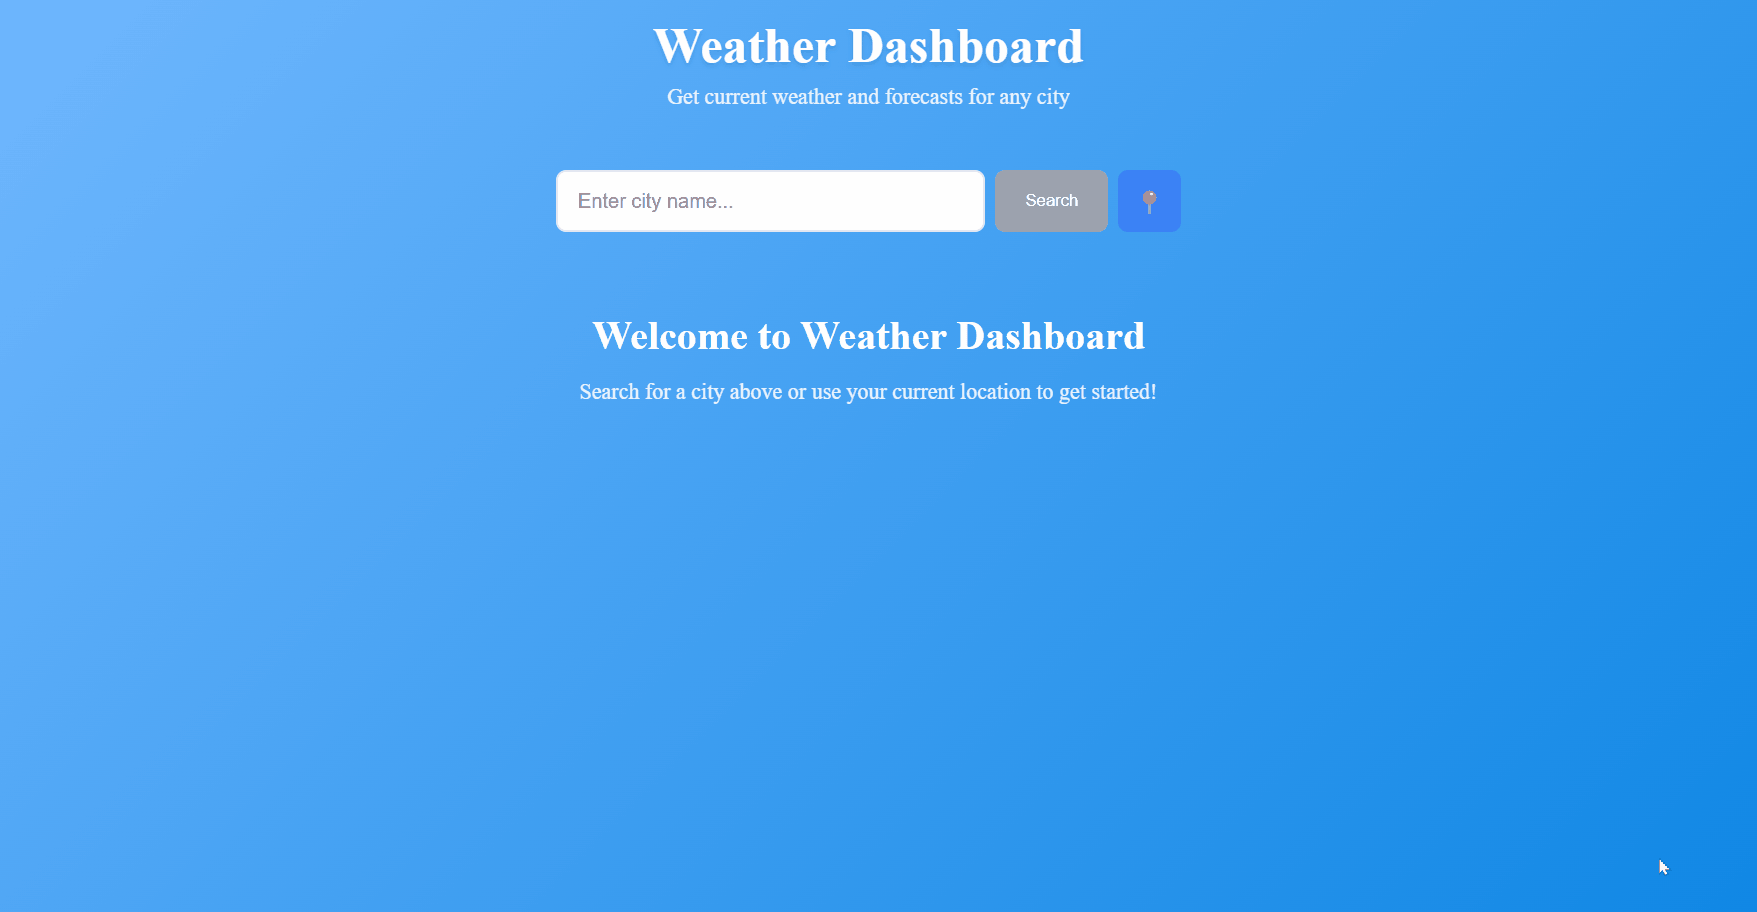 Weather Dashboard
Get current weather and forecasts for any city
Enter city name...
Search
Welcome to Weather Dashboard
Search for a city above or use your current location to get started!